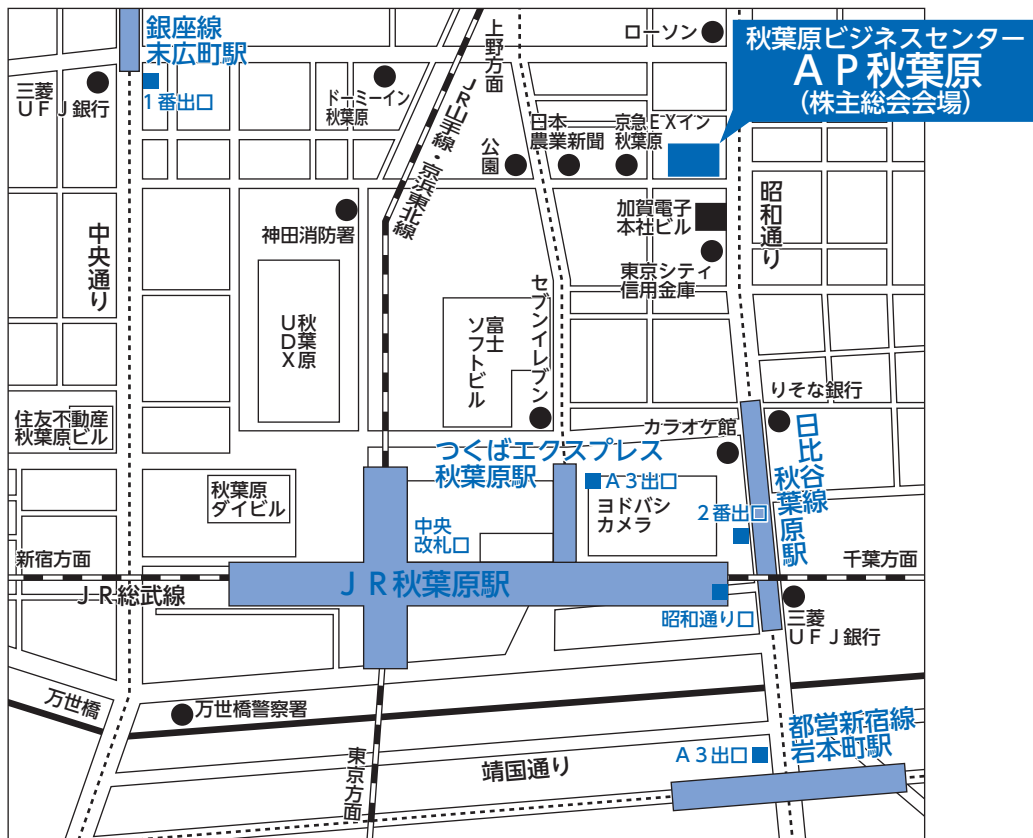 銀座線
末広町駅
1番出口
三菱
UFJ銀行
ドーミーイン
秋葉原
上野方面
JR山手線・京浜東北線
ローソン
秋葉原ビジネスセンター
AP秋葉原
(株主総会会場)
公園
日本
農業新聞
京急EXイン
秋葉原
加賀電子
本社ビル
東京シティ
信用金庫
昭和通り
中央通り
神田消防署
秋葉原
UDX
富士
ソフトビル
セブンイレブン
住友不動産
秋葉原ビル
りそな銀行
カラオケ館
つくばエクスプレス
秋葉原駅
A3出口
日比谷線
秋葉原駅
秋葉原
ダイビル
ヨドバシ
カメラ
2番出口
中央
改札口
新宿方面
千葉方面
JR総武線
JR秋葉原駅
昭和通り口
三菱
UFJ銀行
万世橋
万世橋警察署
都営新宿線
岩本町駅
A3出口
東京方面
靖国通り